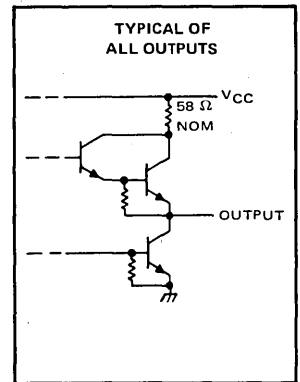 TYPICAL OF
ALL OUTPUTS
VCC
58 Ω
NOM
OUTPUT